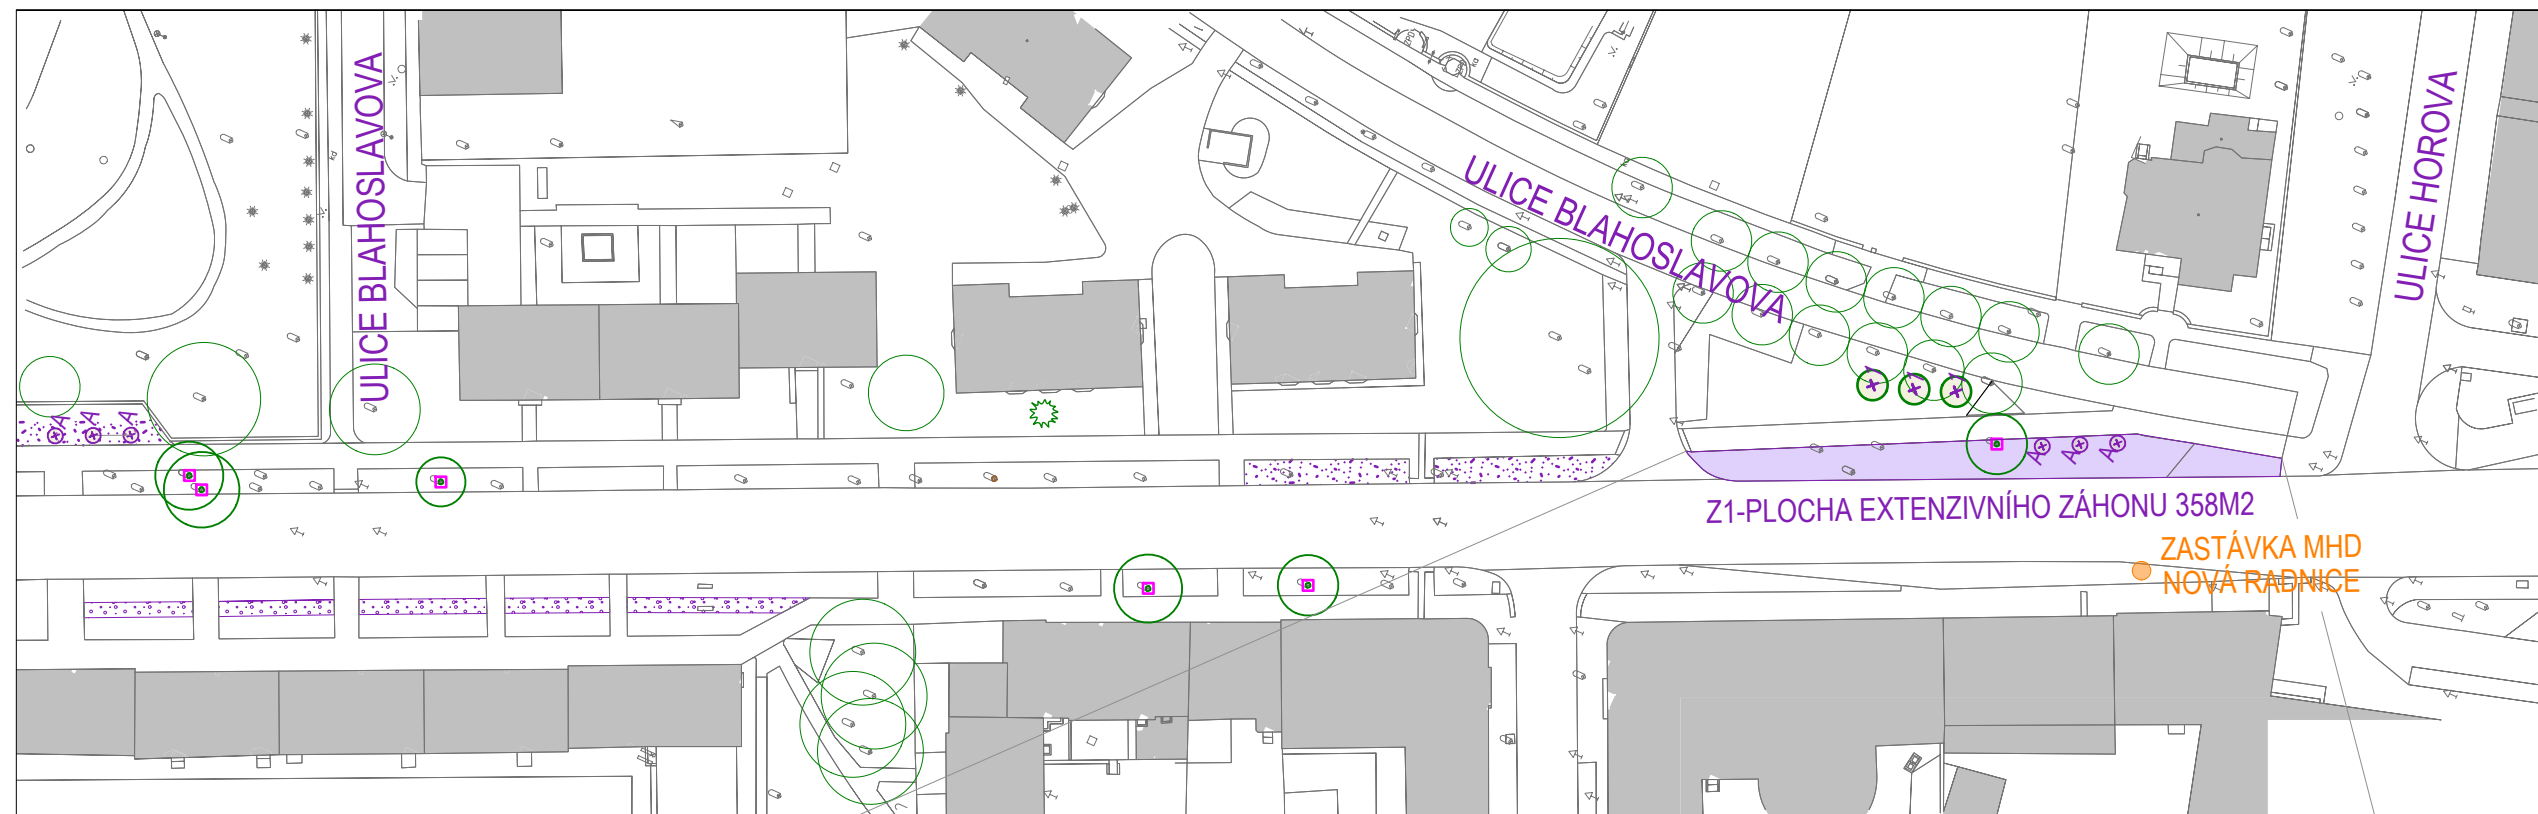 ULICE BLAHOSLAVOVA
ULICE BLAHOSLAVOVA
ULICE HOROVA
A
A
A
A
A
A
Z1-PLOCHA EXTENZIVNÍHO ZÁHONU 358M2
ZASTÁVKA MHD
NOVÁ RADNICE